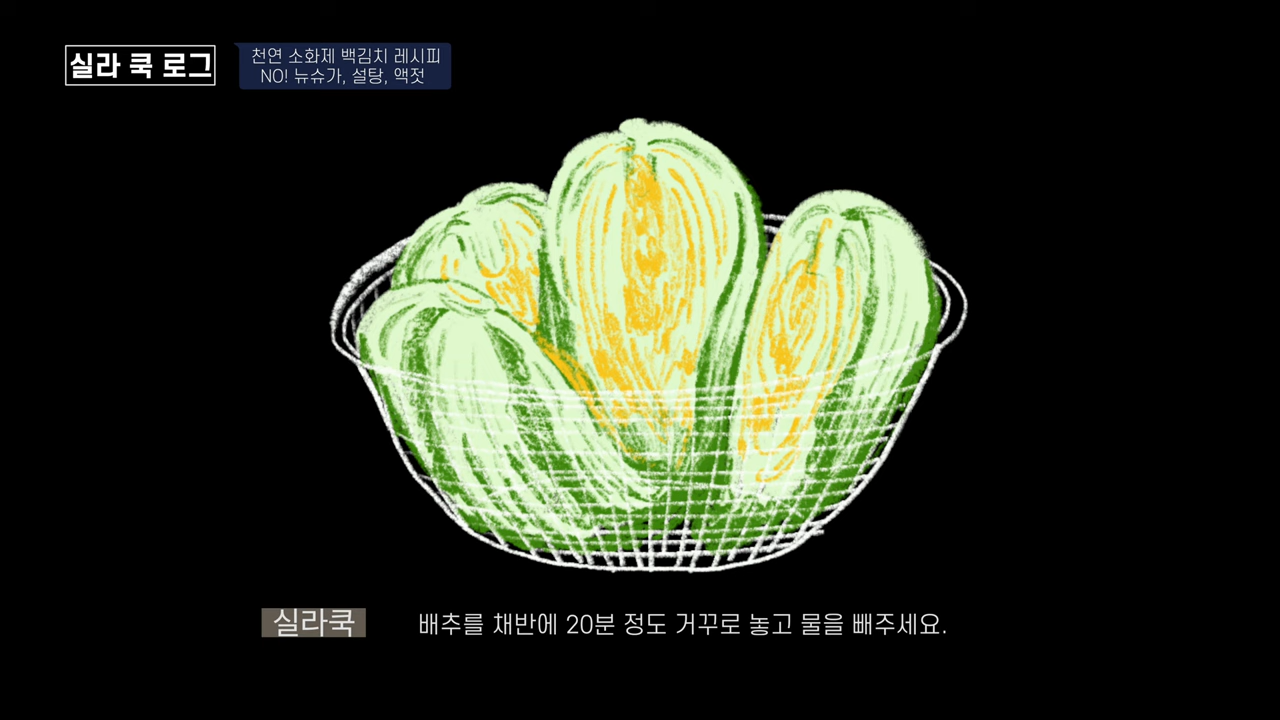 실라 쿡 로그
천연 소화제 백김치 레시피
NO! 뉴슈가, 설탕, 액젓
실라쿡
배추를 채반에 20분 정도 거꾸로 놓고 물을 빼주세요.